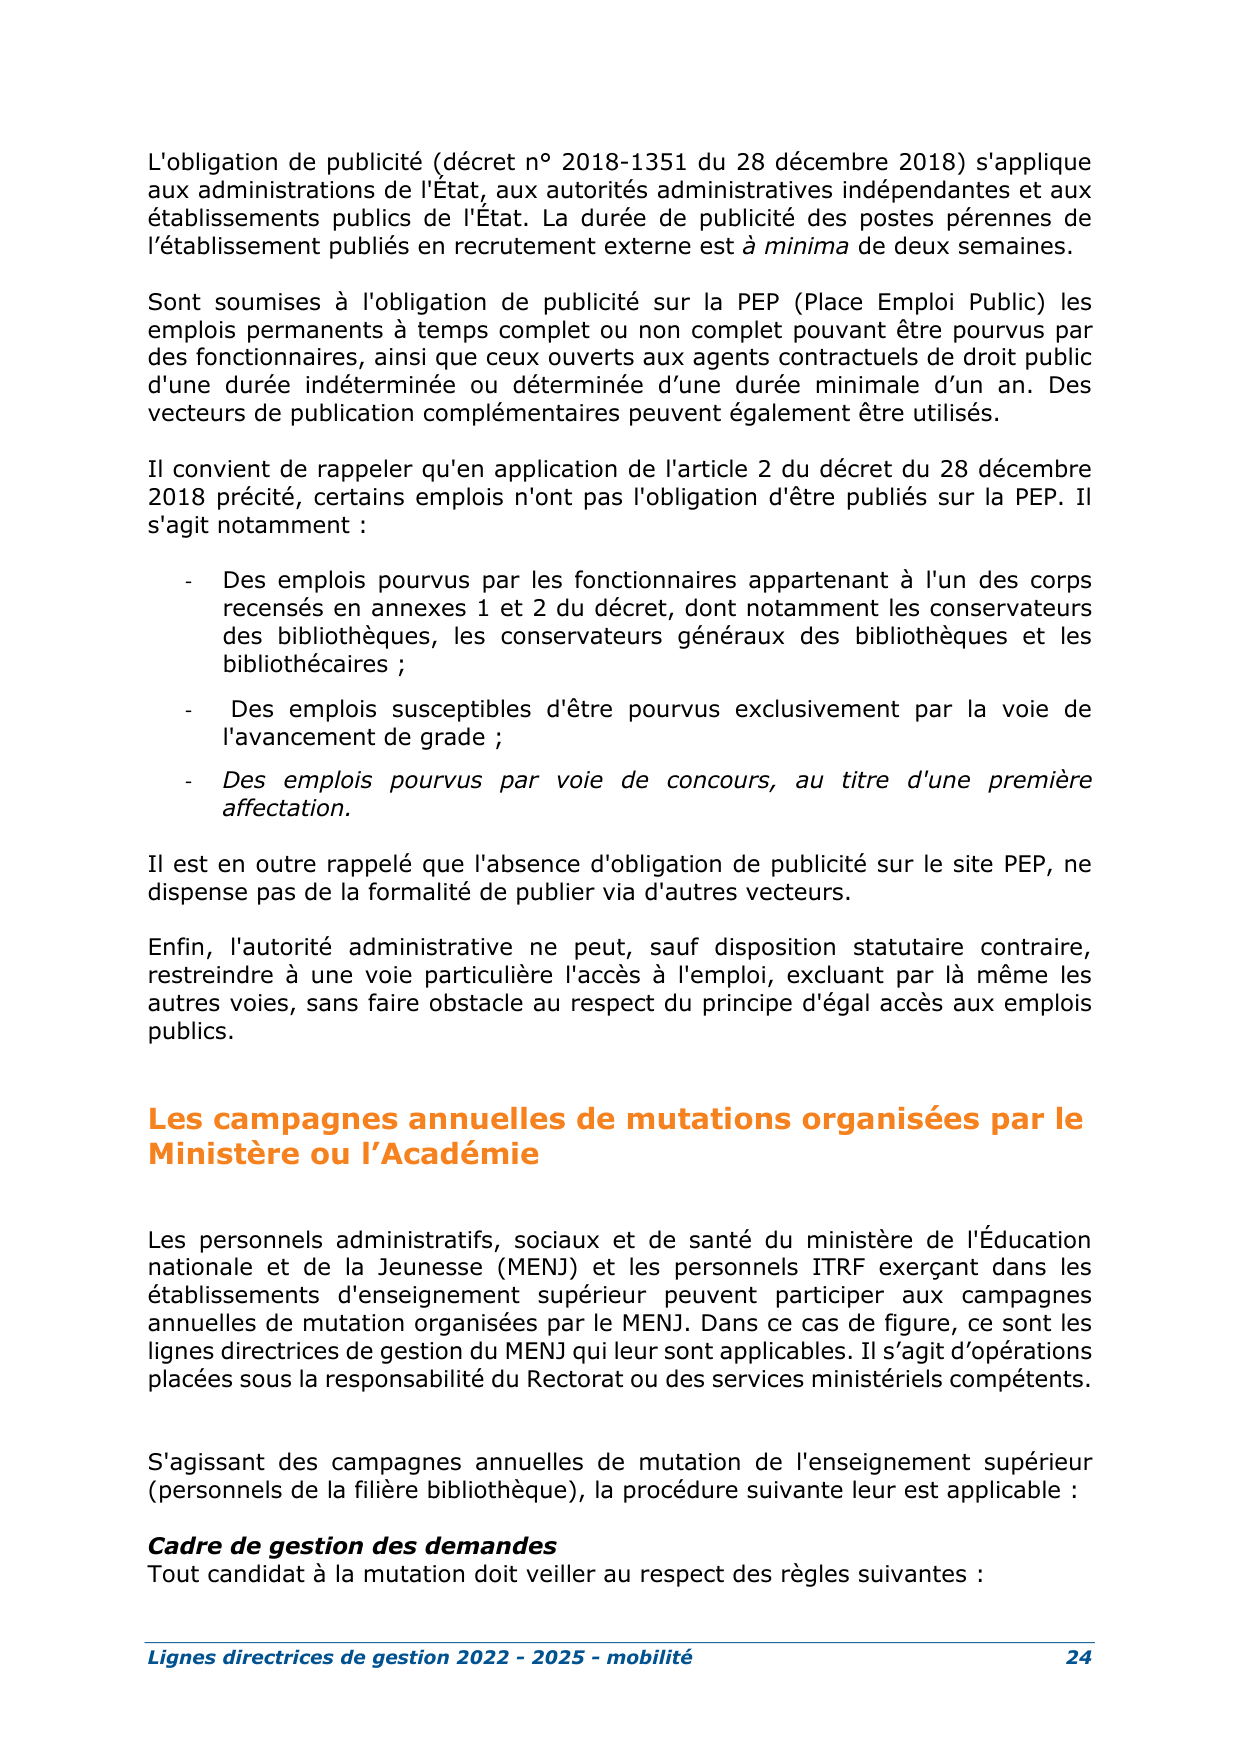 L'obligation de publicité (décret n° 2018-1351 du 28 décembre 2018) s'applique
aux administrations de l'État, aux autorités administratives indépendantes et aux
établissements publics de l'État. La durée de publicité des postes pérennes de
l’établissement publiés en recrutement externe est à minima de deux semaines.
Sont soumises à l'obligation de publicité sur la PEP (Place Emploi Public) les
emplois permanents à temps complet ou non complet pouvant être pourvus par
des fonctionnaires, ainsi que ceux ouverts aux agents contractuels de droit public
d'une durée indéterminée ou déterminée d’une durée minimale d’un an. Des
vecteurs de publication complémentaires peuvent également être utilisés.
Il convient de rappeler qu'en application de l'article 2 du décret du 28 décembre
2018 précité, certains emplois n'ont pas l'obligation d'être publiés sur la PEP. Il
s'agit notamment :
- Des emplois pourvus par les fonctionnaires appartenant à l'un des corps
recensés en annexes 1 et 2 du décret, dont notamment les conservateurs
des bibliothèques, les conservateurs généraux des bibliothèques et les
bibliothécaires ;
- Des emplois susceptibles d'être pourvus exclusivement par la voie de
l'avancement de grade ;
- Des emplois pourvus par voie de concours, au titre d'une première
affectation.
Il est en outre rappelé que l'absence d'obligation de publicité sur le site PEP, ne
dispense pas de la formalité de publier via d'autres vecteurs.
Enfin, l'autorité administrative ne peut, sauf disposition statutaire contraire,
restreindre à une voie particulière l'accès à l'emploi, excluant par là même les
autres voies, sans faire obstacle au respect du principe d'égal accès aux emplois
publics.
Les campagnes annuelles de mutations organisées par le
Ministère ou l’Académie
Les personnels administratifs, sociaux et de santé du ministère de l'Éducation
nationale et de la Jeunesse (MENJ) et les personnels ITRF exerçant dans les
établissements d'enseignement supérieur peuvent participer aux campagnes
annuelles de mutation organisées par le MENJ. Dans ce cas de figure, ce sont les
lignes directrices de gestion du MENJ qui leur sont applicables. Il s’agit d’opérations
placées sous la responsabilité du Rectorat ou des services ministériels compétents.
S'agissant des campagnes annuelles de mutation de l'enseignement supérieur
(personnels de la filière bibliothèque), la procédure suivante leur est applicable :
Cadre de gestion des demandes
Tout candidat à la mutation doit veiller au respect des règles suivantes :
Lignes directrices de gestion 2022 - 2025 - mobilité 24